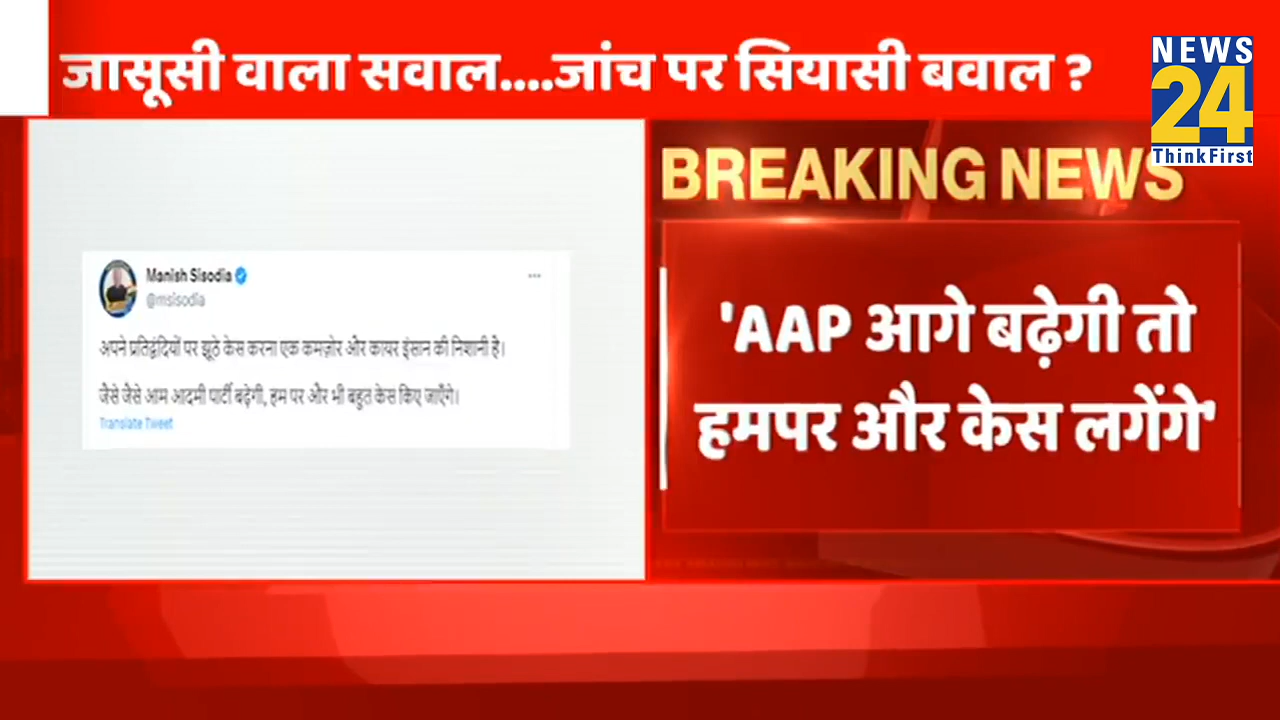 जासूसी वाला सवाल....जांच पर सियासी बवाल ?
NEWS
24
ThinkFirst
BREAKING NEWS
Manish Sisodia
@msisodia
अपने प्रतिद्वंदियों पर झूठे केस करना एक कमज़ोर और कायर इंसान की निशानी है।
जैसे जैसे आम आदमी पार्टी बढ़ेगी, हम पर और भी बहुत केस किए जाएँगे।
Translate Tweet
'AAP आगे बढ़ेगी तो
हमपर और केस लगेंगे'